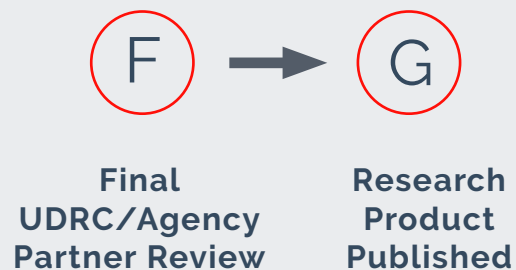 F
G
Final
UDRC/Agency
Partner Review
Research
Product
Published